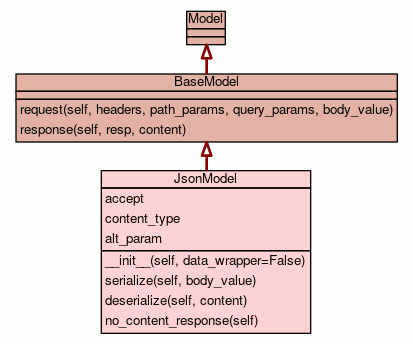 Model
BaseModel
request(self, headers, path_params, query_params, body_value)
response(self, resp, content)
JsonModel
accept
content_type
alt_param
__init__(self, data_wrapper=False)
serialize(self, body_value)
deserialize(self, content)
no_content_response(self)